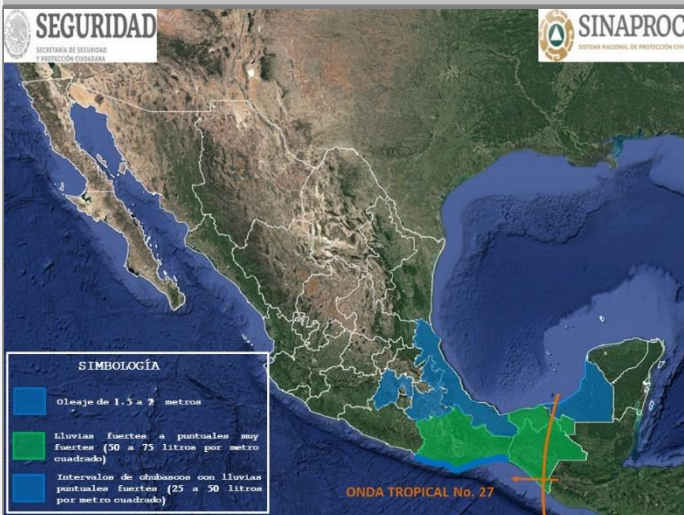 SEGURIDAD
SECRETARÍA DE SEGURIDAD
Y PROTECCIÓN CIUDADANA
SINAPROC
SISTEMA NACIONAL DE PROTECCIÓN CIVI
SIMBOLOGÍA
Oleaje de 1.5 a 2 metros
Lluvias fuertes a puntuales muy
fuertes (50 a 75 litros por metro
cuadrado)
Intervalos de chubascos con lluvias
puntuales fuertes (25 a 50 litros
por metro cuadrado)
ONDA TROPICAL No. 27